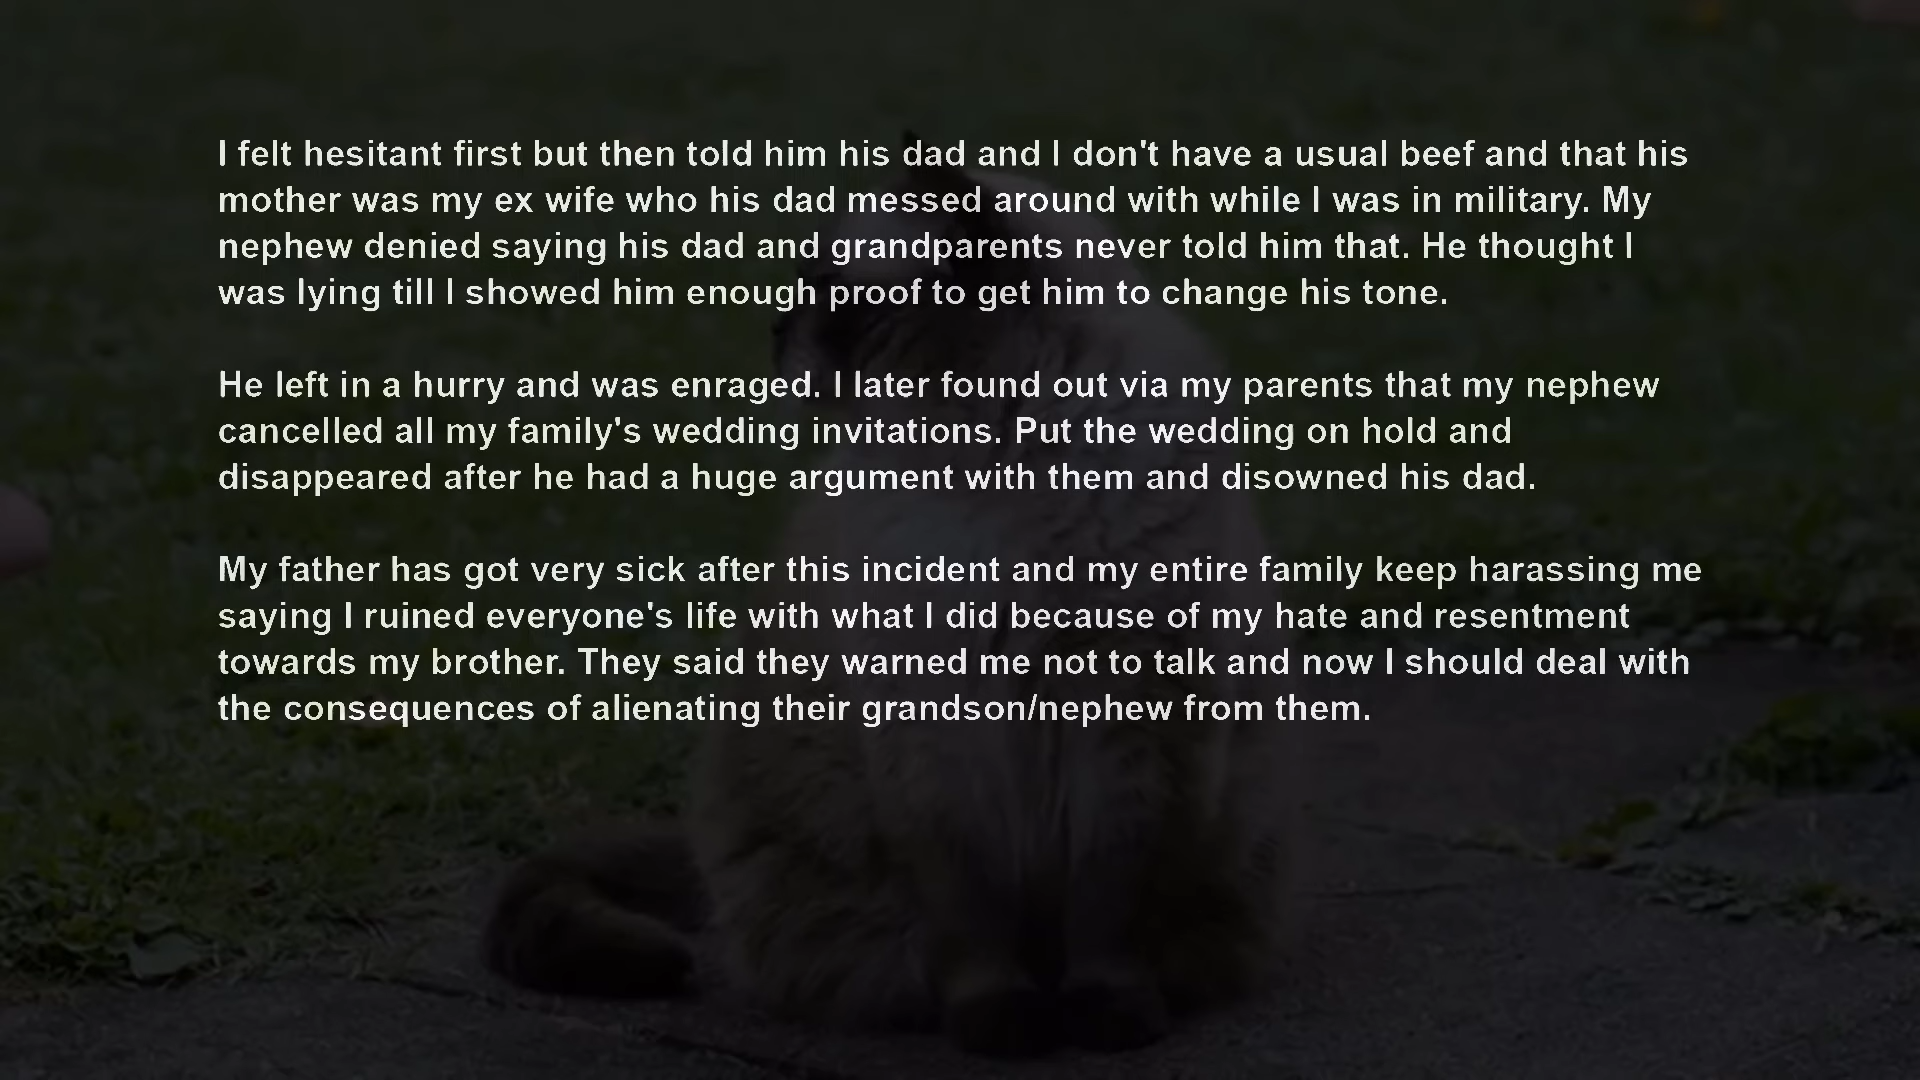 I felt hesitant first but then told him his dad and I don't have a usual beef and that his
mother was my ex wife who his dad messed around with while I was in military. My
nephew denied saying his dad and grandparents never told him that. He thought I
was lying till I showed him enough proof to get him to change his tone.
He left in a hurry and was enraged. I later found out via my parents that my nephew
cancelled all my family's wedding invitations. Put the wedding on hold and
disappeared after he had a huge argument with them and disowned his dad.
My father has got very sick after this incident and my entire family keep harassing me
saying I ruined everyone's life with what I did because of my hate and resentment
towards my brother. They said they warned me not to talk and now I should deal with
the consequences of alienating their grandson/nephew from them.